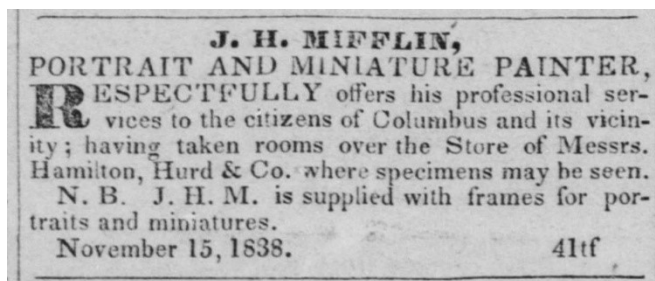 J. H. MIFFLIN,
PORTRAIT AND MINIATURE PAINTER,
RESPECTFULLY offers his professional ser-
vices to the citizens of Columbus and its vicin-
ity; having taken rooms over the Store of Messrs.
Hamilton, Hurd & Co. where specimens may be seen.
N. B. J. H. M. is supplied with frames for por-
traits and miniatures.
November 15, 1838. 41tf